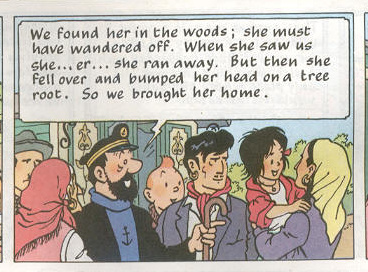 We found her in the woods; she must
have wandered off. When she saw us
she... er... she ran away. But then she
fell over and bumped her head on a tree
root. So we brought her home.